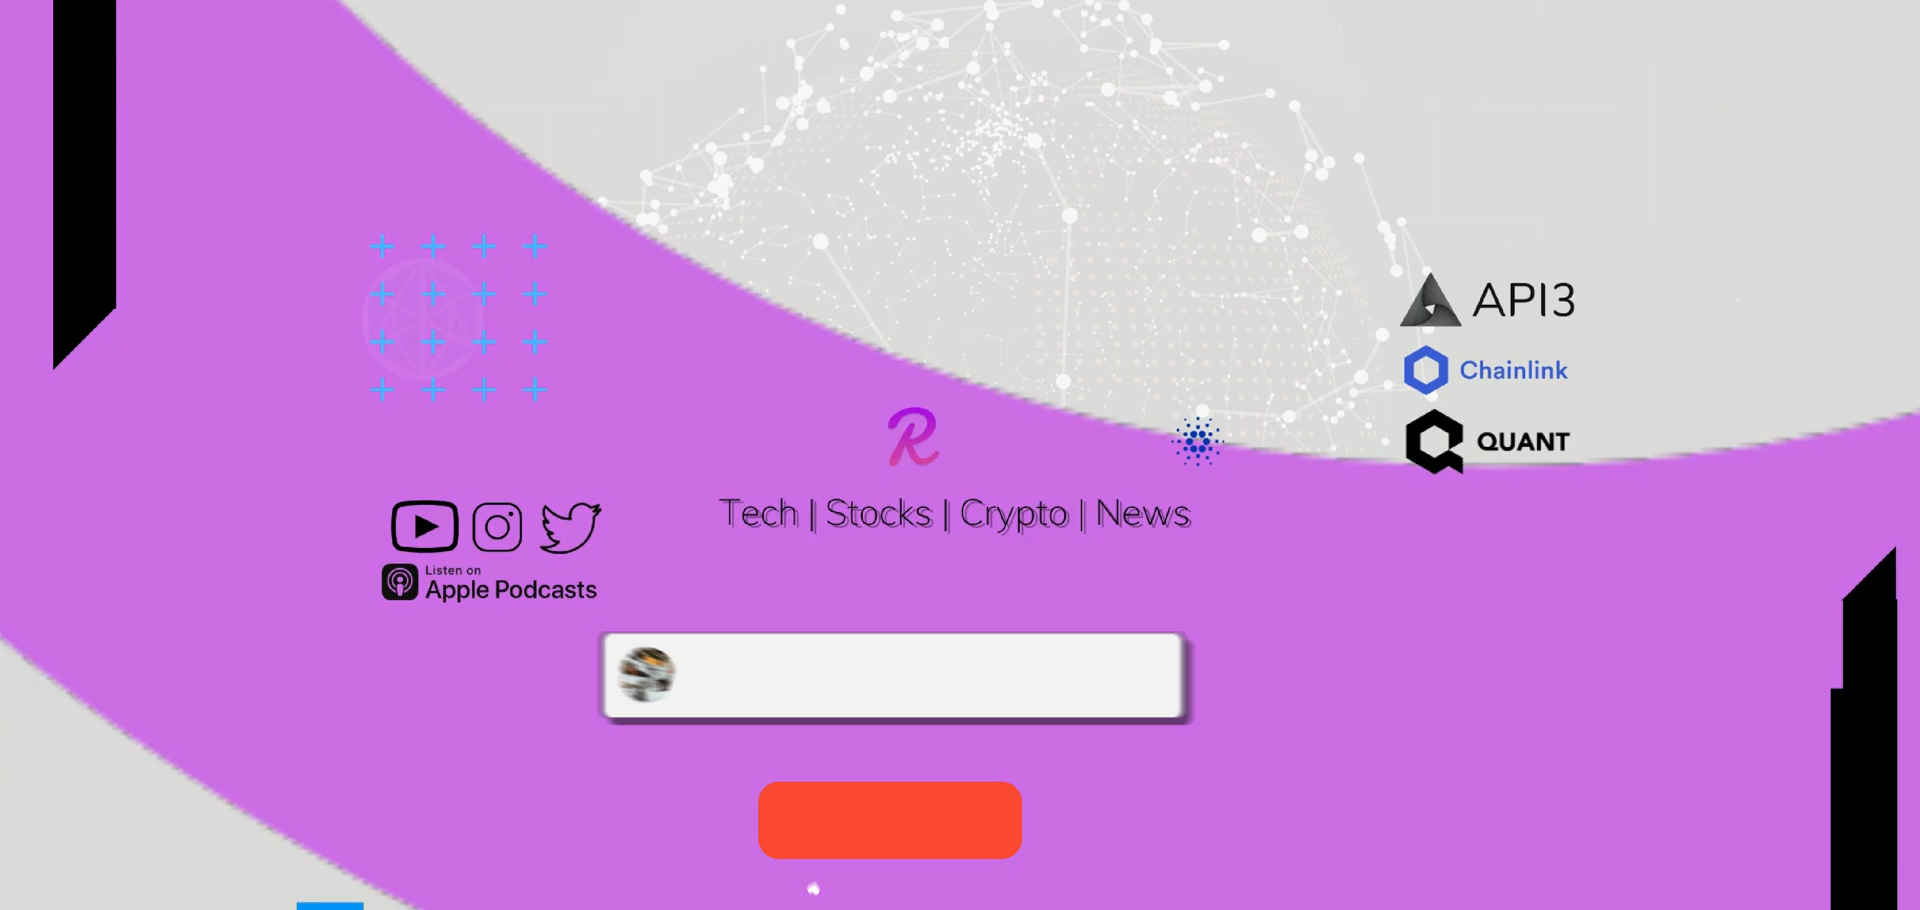 API3
Chainlink
QUANT
R
Tech | Stocks | Crypto | News
Listen on
Apple Podcasts